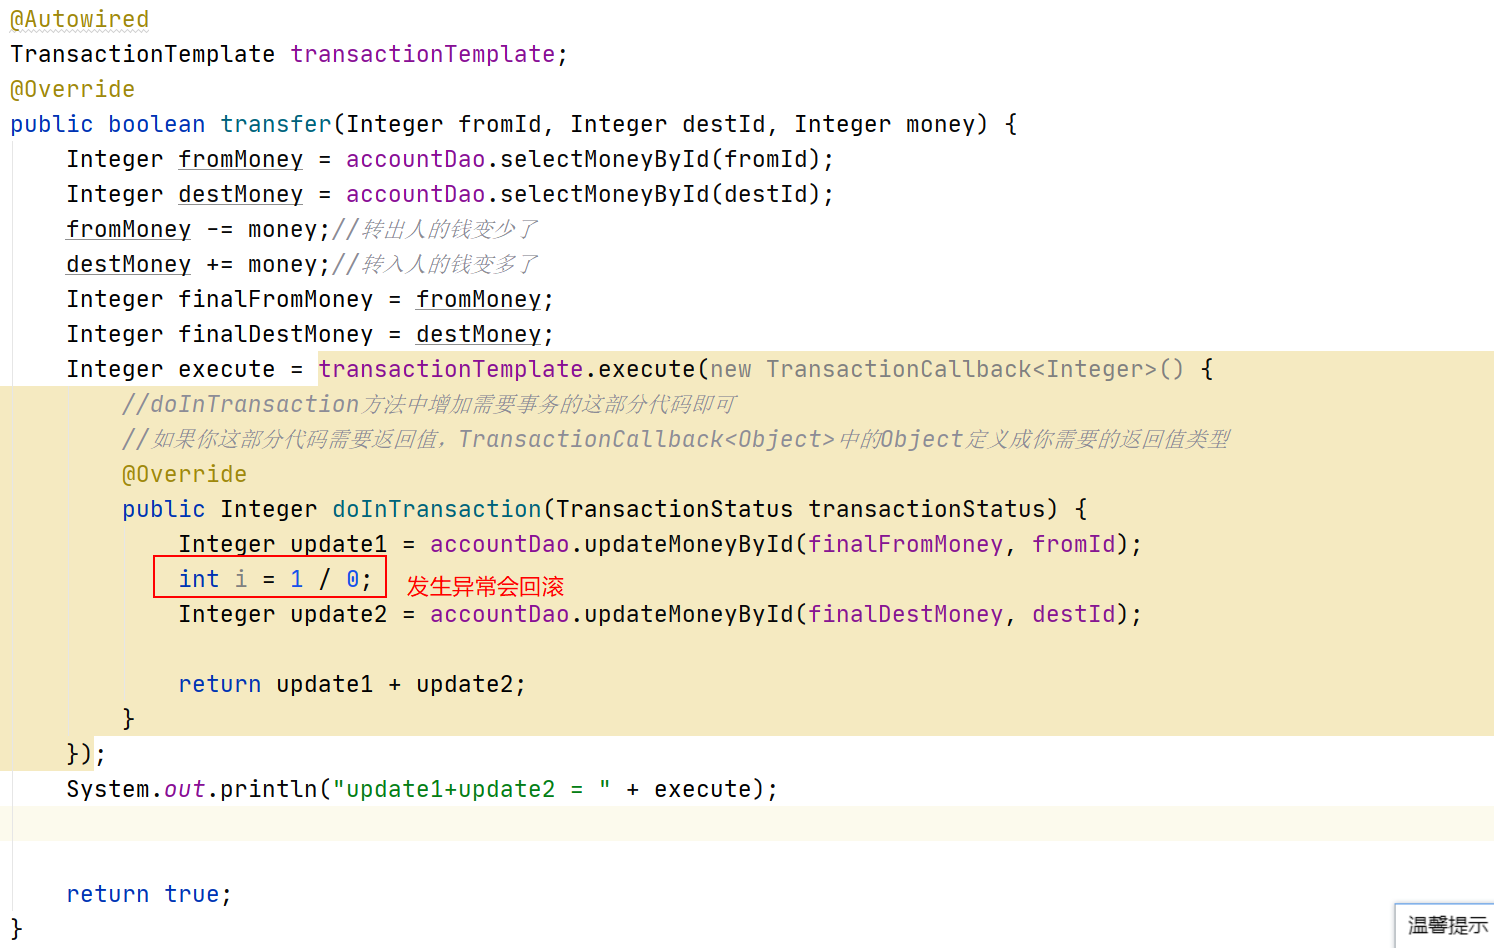 @Autowired
TransactionTemplate transactionTemplate;
@Override
public boolean transfer(Integer fromId, Integer destId, Integer money) {
    Integer fromMoney = accountDao.selectMoneyById(fromId);
    Integer destMoney = accountDao.selectMoneyById(destId);
    fromMoney -= money;//转出人的钱变少了
    destMoney += money;//转入人的钱变多了
    Integer finalFromMoney = fromMoney;
    Integer finalDestMoney = destMoney;
    Integer execute = transactionTemplate.execute(new TransactionCallback<Integer>() {
        //doInTransaction方法中增加需要事务的这部分代码即可
        //如果你这部分代码需要返回值，TransactionCallback<Object>中的Object定义成你需要的返回值类型
        @Override
        public Integer doInTransaction(TransactionStatus transactionStatus) {
            Integer update1 = accountDao.updateMoneyById(finalFromMoney, fromId);
            int i = 1 / 0; 发生异常会回滚
            Integer update2 = accountDao.updateMoneyById(finalDestMoney, destId);
            return update1 + update2;
        }
    });
    System.out.println("update1+update2 = " + execute);
    return true;
}
温馨提示